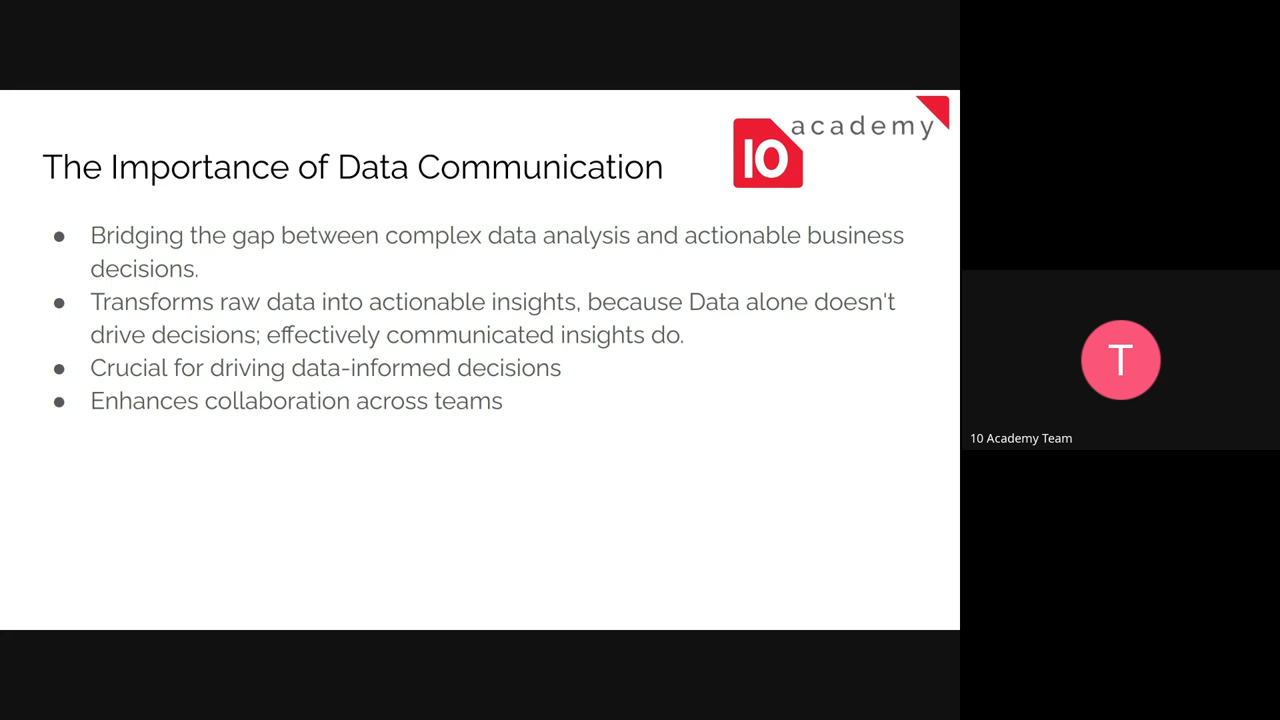 academy
10
The Importance of Data Communication
● Bridging the gap between complex data analysis and actionable business
decisions.
● Transforms raw data into actionable insights, because Data alone doesn't
drive decisions; effectively communicated insights do.
● Crucial for driving data-informed decisions
● Enhances collaboration across teams
T
10 Academy Team